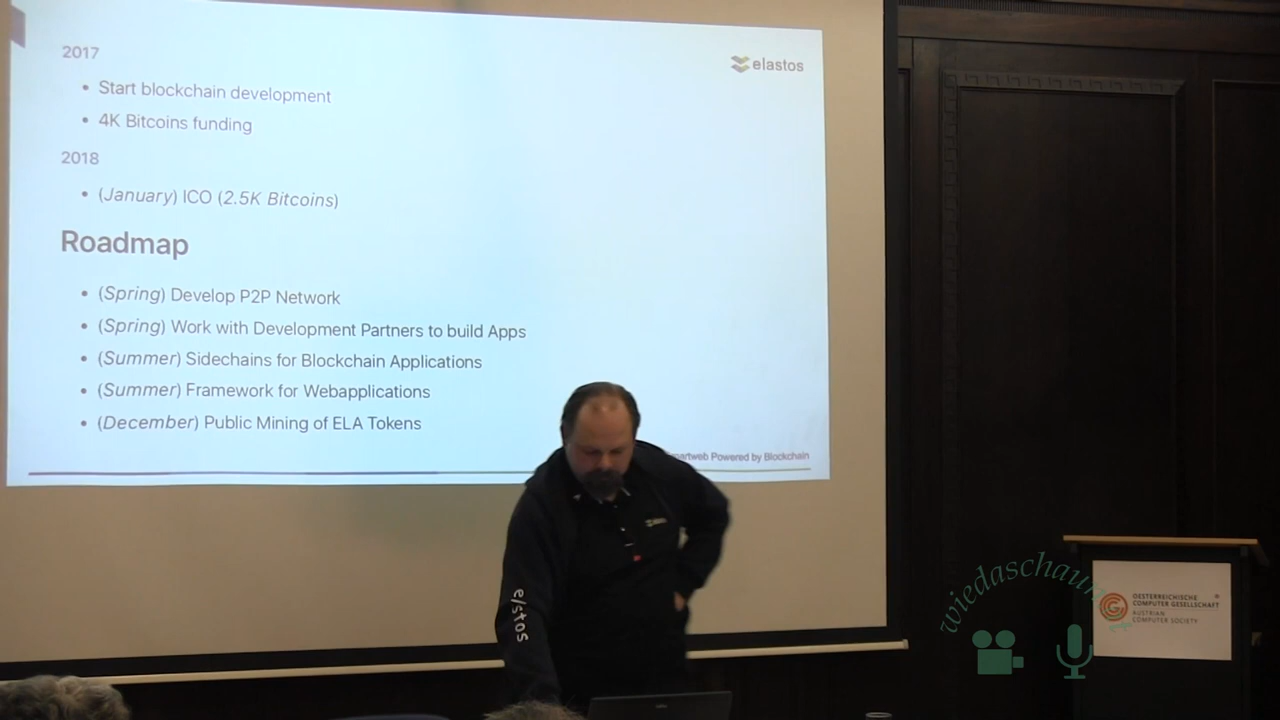 2017
elastos
• Start blockchain development
• 4K Bitcoins funding
2018
• (January) ICO (2.5K Bitcoins)
Roadmap
• (Spring) Develop P2P Network
• (Spring) Work with Development Partners to build Apps
• (Summer) Sidechains for Blockchain Applications
• (Summer) Framework for Webapplications
• (December) Public Mining of ELA Tokens
martweb Powered by Blockchain
e/stos
wiedaschaun
OESTERREICHISCHE
COMPUTER GESELLSCHAFT
AUSTRIAN
COMPUTER SOCIETY